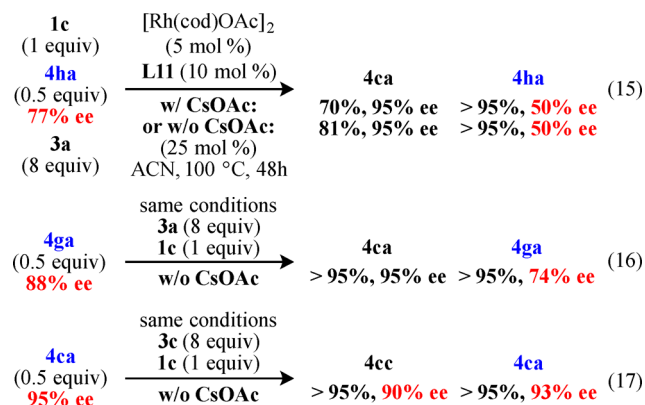 1c
(1 equiv)
4ha
(0.5 equiv)
77% ee
3a
(8 equiv)
[Rh(cod)OAc]2
(5 mol %)
L11 (10 mol %)
w/ CsOAc:
or w/o CsOAc:
(25 mol %)
ACN, 100 °C, 48h
4ca 4ha
70%, 95% ee > 95%, 50% ee
81%, 95% ee > 95%, 50% ee
(15)
4ga
(0.5 equiv)
88% ee
same conditions
3a (8 equiv)
1c (1 equiv)
w/o CsOAc
4ca 4ga
> 95%, 95% ee > 95%, 74% ee
(16)
4ca
(0.5 equiv)
95% ee
same conditions
3c (8 equiv)
1c (1 equiv)
w/o CsOAc
4cc 4ca
> 95%, 90% ee > 95%, 93% ee
(17)